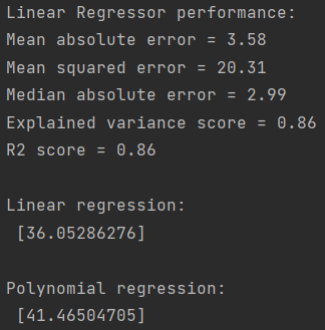 Linear Regressor performance:
Mean absolute error = 3.58
Mean squared error = 20.31
Median absolute error = 2.99
Explained variance score = 0.86
R2 score = 0.86
Linear regression:
[36.05286276]
Polynomial regression:
[41.46504705]